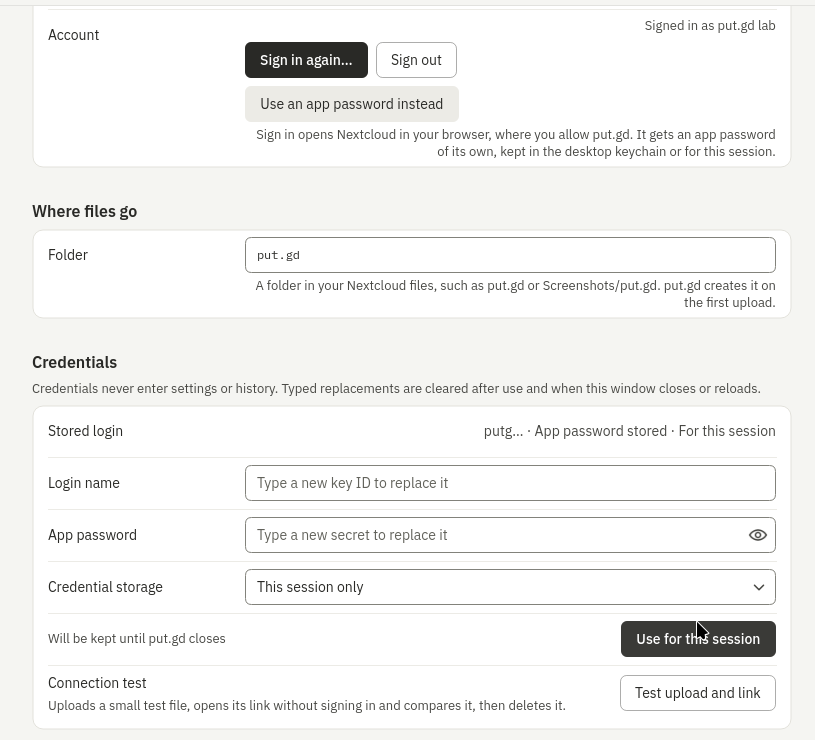 Account
Signed in as put.gd lab
Sign in again...
Sign out
Use an app password instead
Sign in opens Nextcloud in your browser, where you allow put.gd. It gets an app password
of its own, kept in the desktop keychain or for this session.
Where files go
Folder
put.gd
A folder in your Nextcloud files, such as put.gd or Screenshots/put.gd. put.gd creates it on
the first upload.
Credentials
Credentials never enter settings or history. Typed replacements are cleared after use and when this window closes or reloads.
Stored login
putg… · App password stored · For this session
Login name
Type a new key ID to replace it
App password
Type a new secret to replace it
Credential storage
This session only
Will be kept until put.gd closes
Use for this session
Connection test
Uploads a small test file, opens its link without signing in and compares it, then deletes it.
Test upload and link